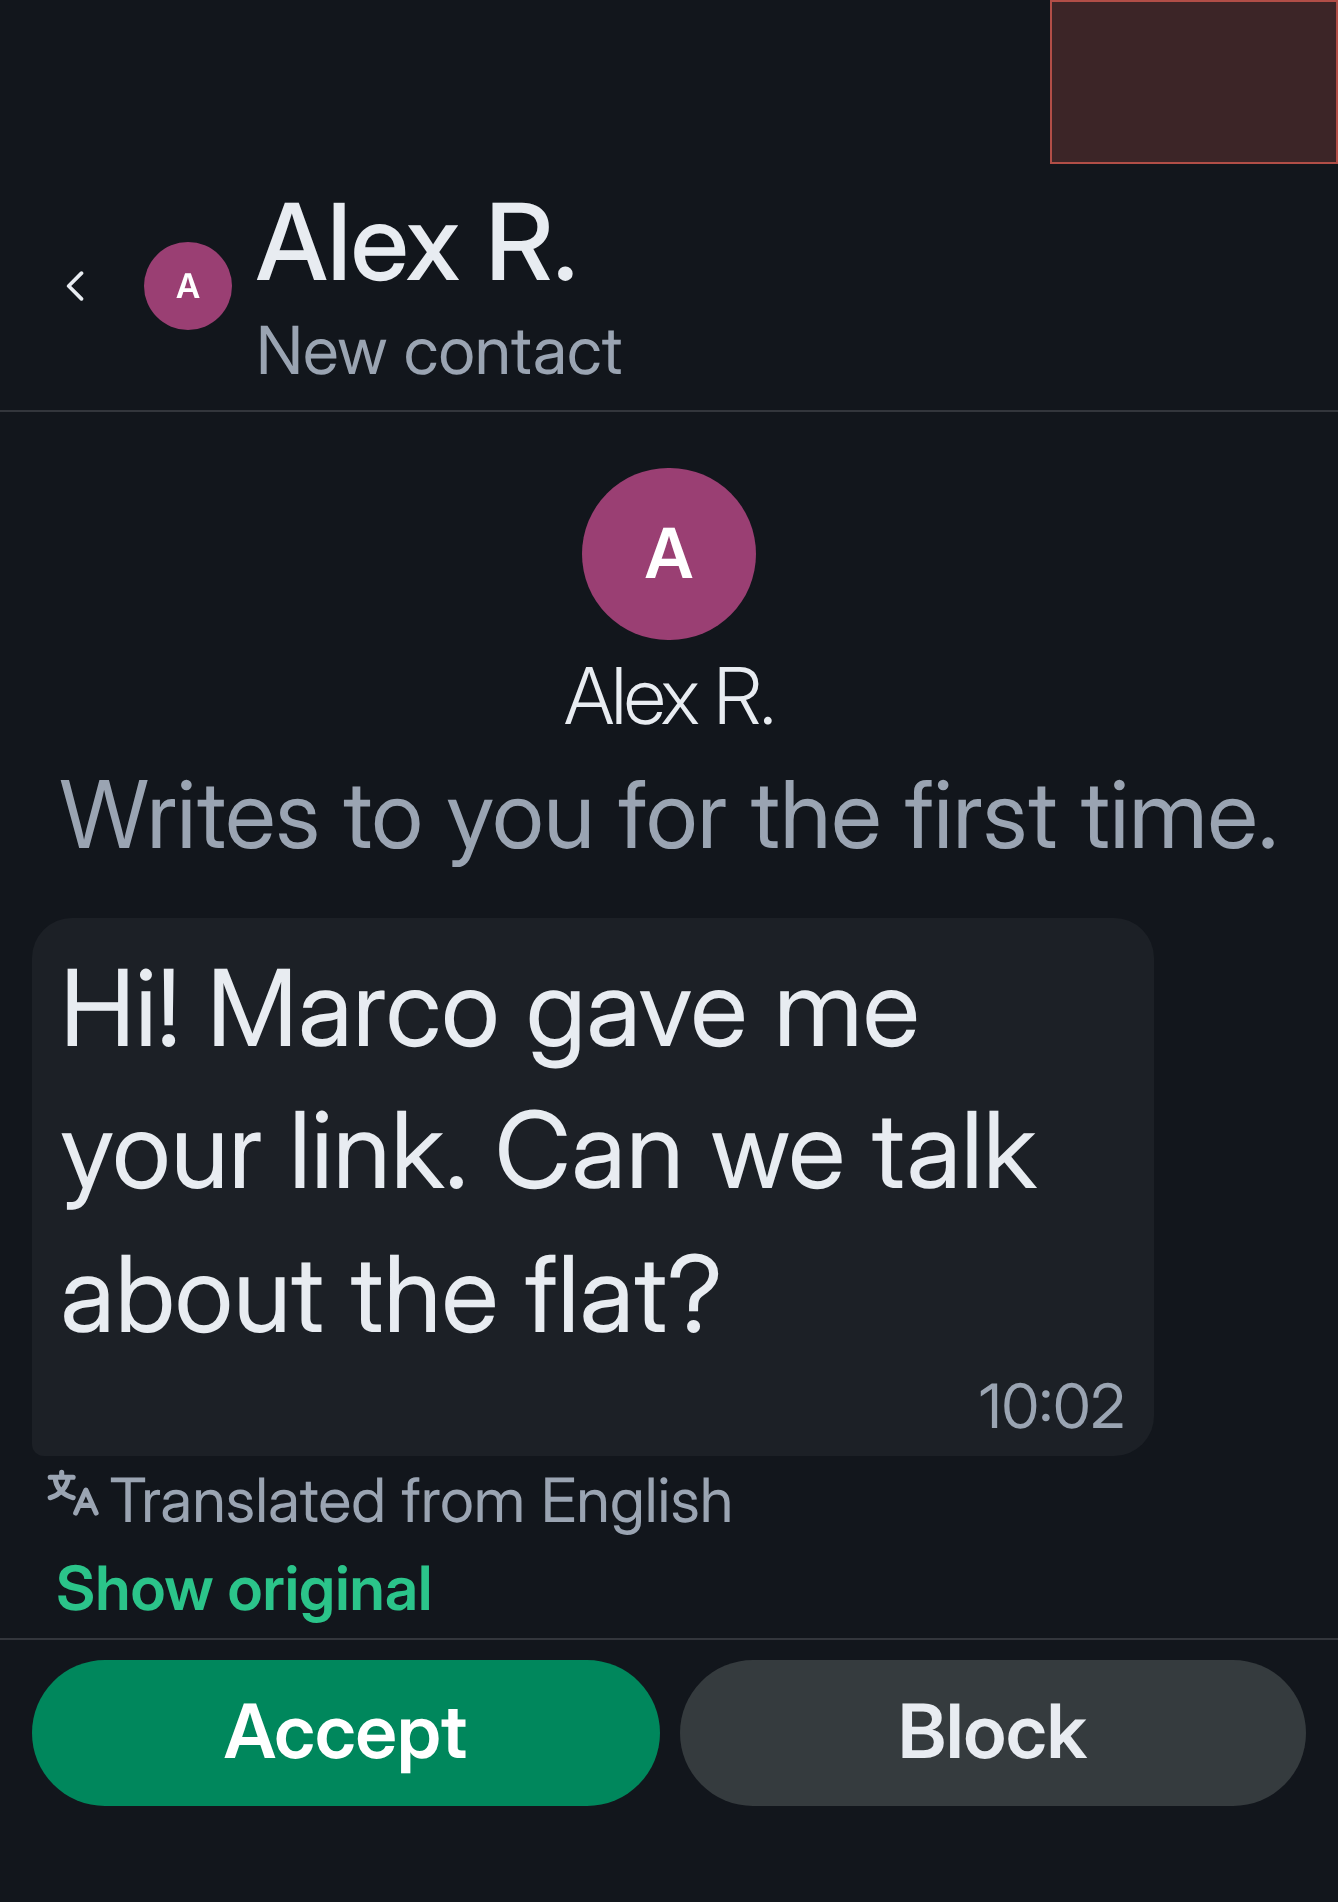 Alex R.
A
New contact
A
Alex R.
Writes to you for the first time.
Hi! Marco gave me
your link. Can we talk
about the flat?
10:02
Translated from English
Show original
Accept
Block